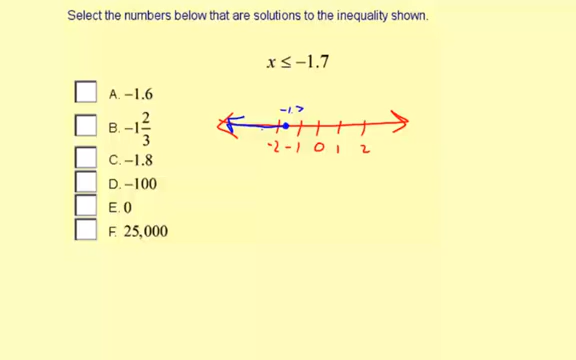 Select the numbers below that are solutions to the inequality shown.
x ≤ −1.7
A. −1.6
B. −1 2/3
C. −1.8
D. −100
E. 0
F. 25,000
-1.7
-2 -1 0 1 2